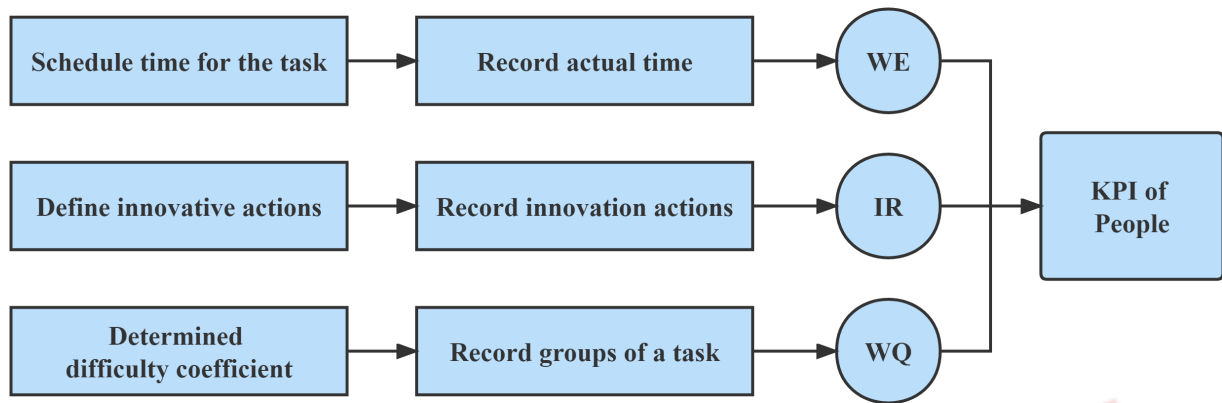 Schedule time for the task
Record actual time
WE
Define innovative actions
Record innovation actions
IR
KPI of
People
Determined
difficulty coefficient
Record groups of a task
WQ